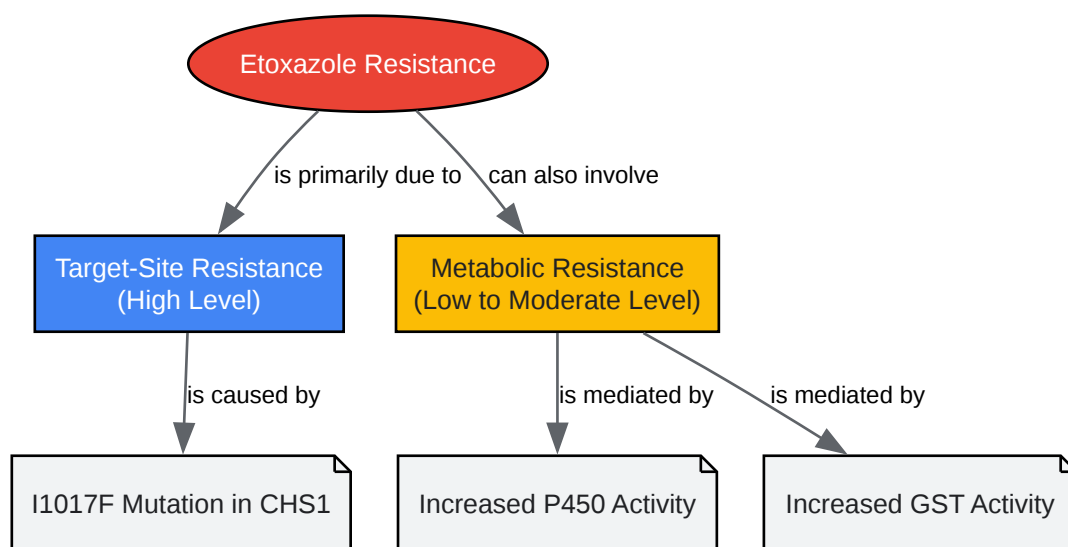 Etoxazole Resistance
is primarily due to
can also involve
Target-Site Resistance
(High Level)
Metabolic Resistance
(Low to Moderate Level)
is caused by
is mediated by
is mediated by
I1017F Mutation in CHS1
Increased P450 Activity
Increased GST Activity